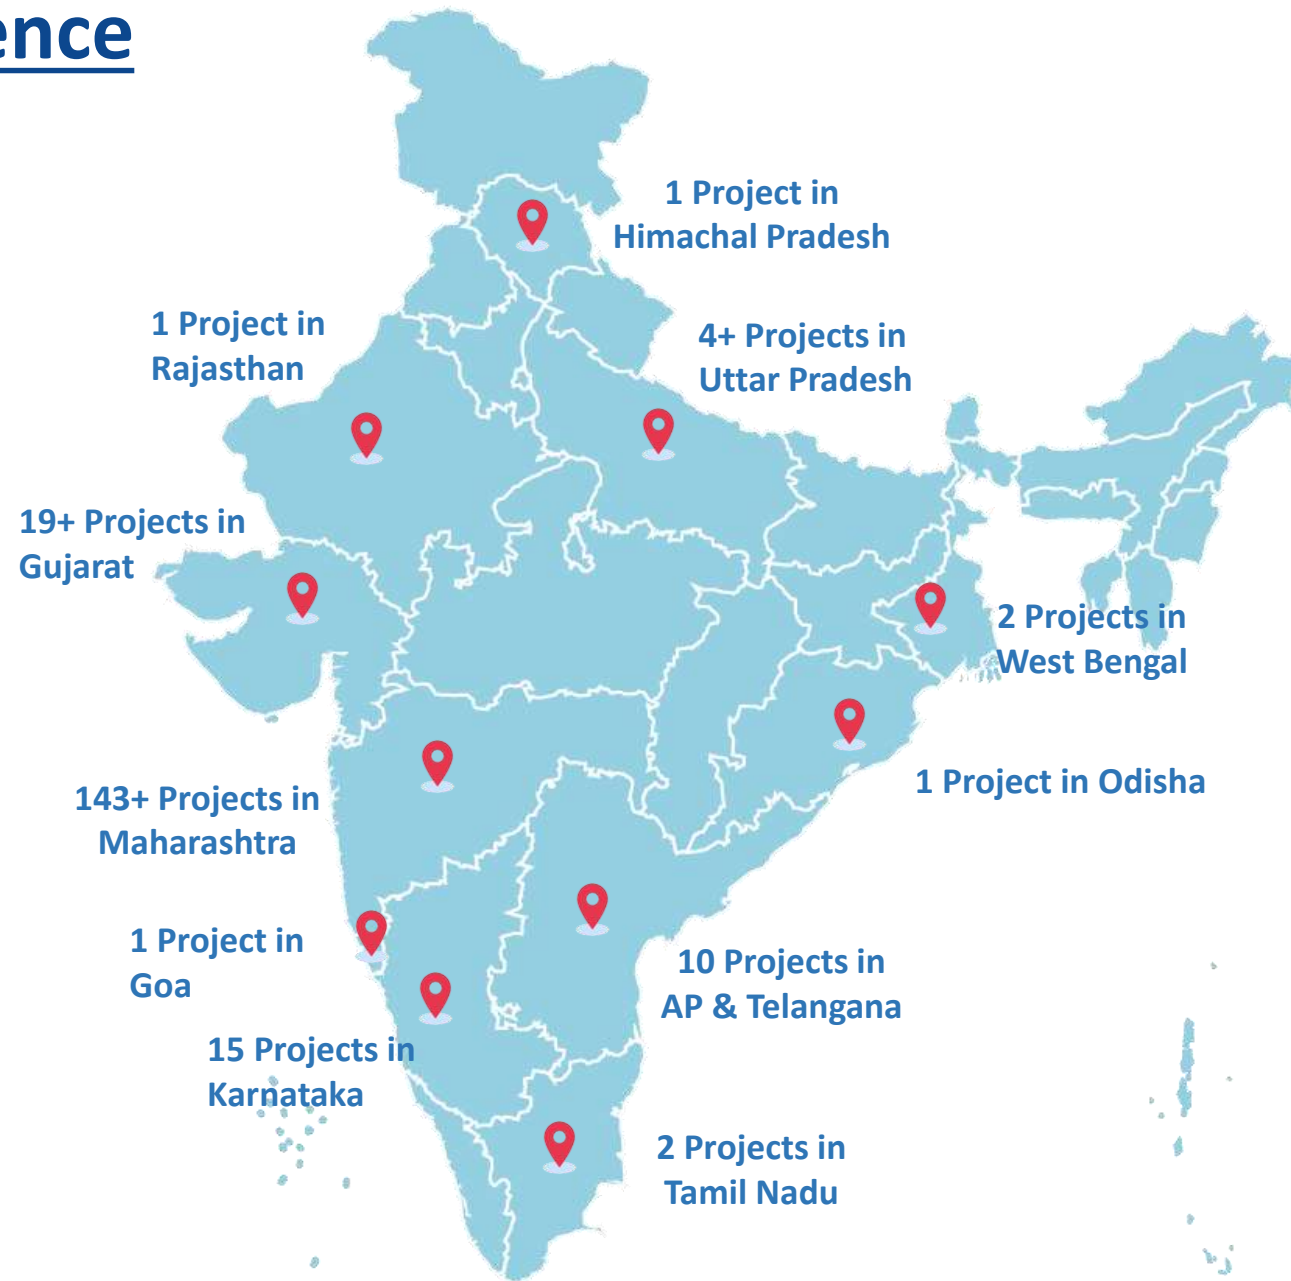 ence
1 Project in
Himachal Pradesh
1 Project in
Rajasthan
4+ Projects in
Uttar Pradesh
19+ Projects in
Gujarat
2 Projects in
West Bengal
1 Project in Odisha
143+ Projects in
Maharashtra
1 Project in
Goa
10 Projects in
AP & Telangana
15 Projects in
Karnataka
2 Projects in
Tamil Nadu